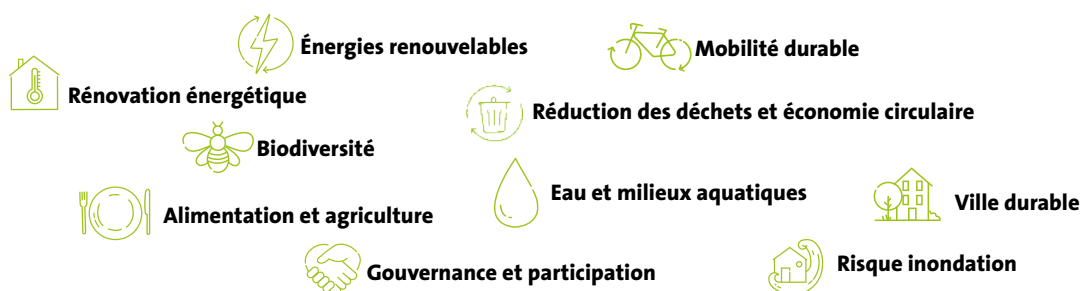 Énergies renouvelables
Mobilité durable
Rénovation énergétique
Réduction des déchets et économie circulaire
Biodiversité
Eau et milieux aquatiques
Ville durable
Alimentation et agriculture
Gouvernance et participation
Risque inondation